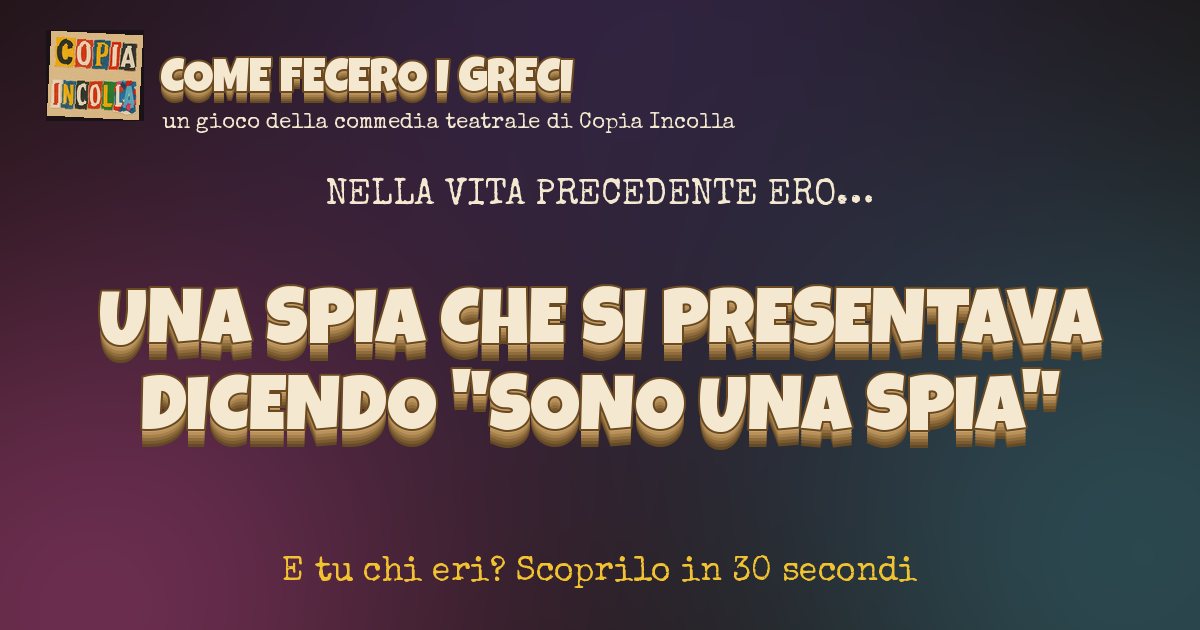 COPIA
INCOLLA
COME FECERO I GRECI
un gioco della commedia teatrale di Copia Incolla
NELLA VITA PRECEDENTE ERO...
UNA SPIA CHE SI PRESENTAVA
DICENDO "SONO UNA SPIA"
E tu chi eri? Scoprilo in 30 secondi